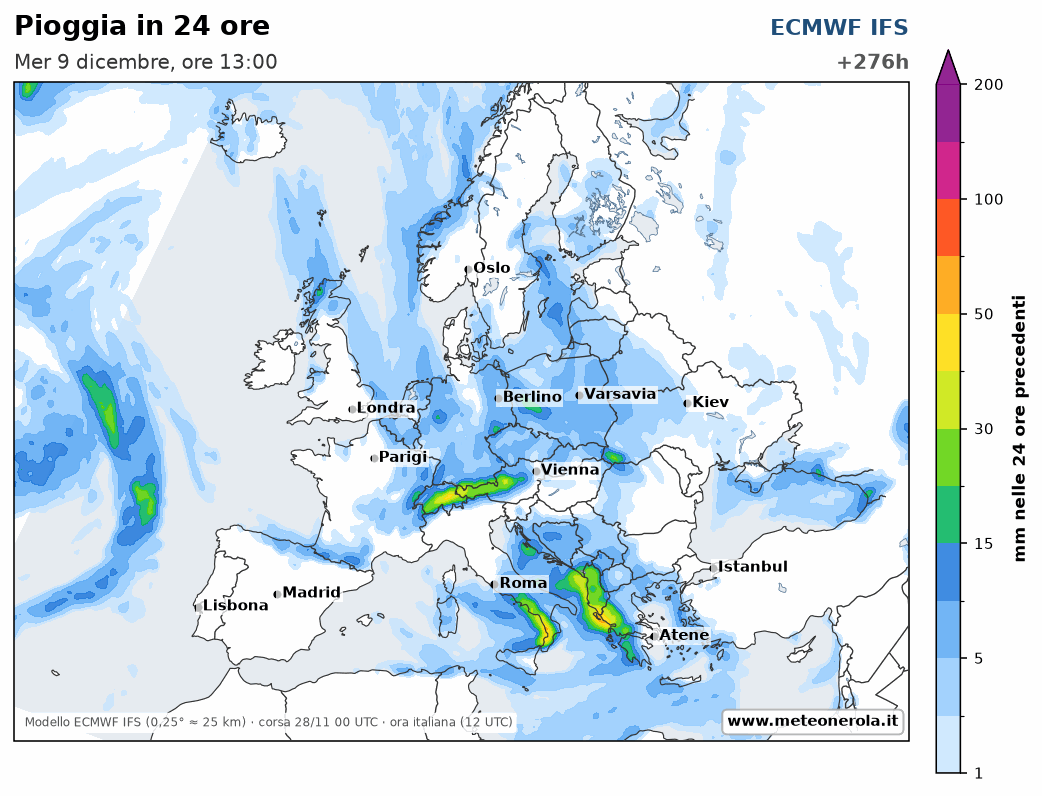 Pioggia in 24 ore
ECMWF IFS
Mer 9 dicembre, ore 13:00
+276h
200
100
50
30
15
5
1
mm nelle 24 ore precedenti
Oslo
Berlino
Varsavia
Kiev
Londra
Parigi
Vienna
Istanbul
Roma
Madrid
Lisbona
Atene
Modello ECMWF IFS (0,25° ≈ 25 km) · corsa 28/11 00 UTC · ora italiana (12 UTC)
www.meteonerola.it